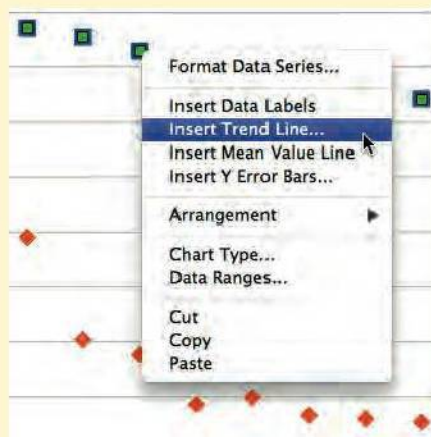 Format Data Series...
Insert Data Labels
Insert Trend Line...
Insert Mean Value Line
Insert Y Error Bars...
Arrangement
Chart Type...
Data Ranges...
Cut
Copy
Paste